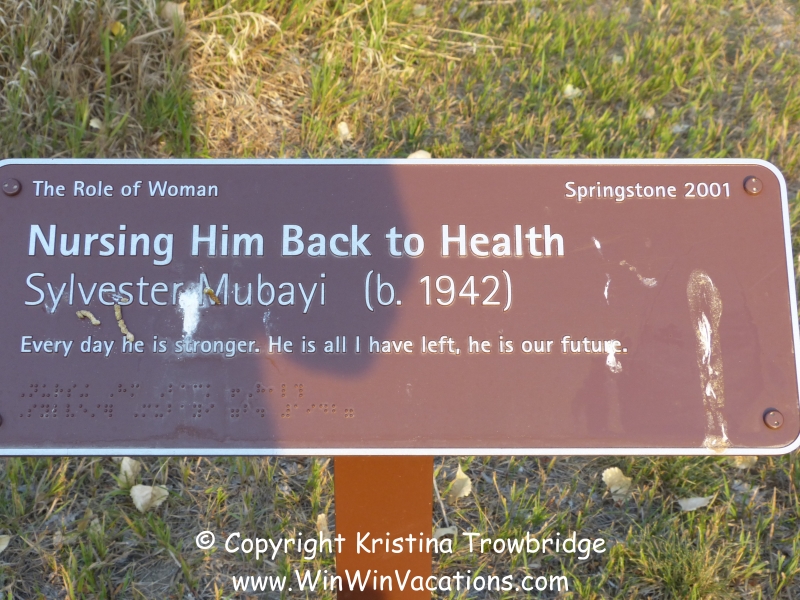 The Role of Woman
Springstone 2001
Nursing Him Back to Health
Sylvester Mubayi (b. 1942)
Every day he is stronger. He is all I have left, he is our future.
© Copyright Kristina Trowbridge
www.WinWinVacations.com